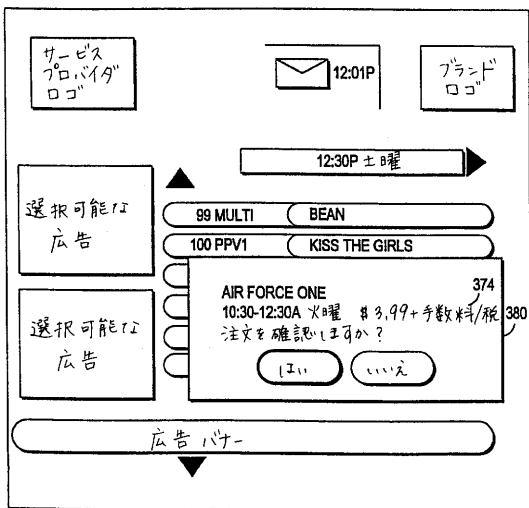 サービス
プロバイダ
ロゴ
12:01P
ブランド
ロゴ
12:30P 土曜
選択可能な
広告
99 MULTI BEAN
100 PPV1 KISS THE GIRLS
AIR FORCE ONE
374
10:30-12:30A 火曜 $3.99+手数料/税
380
注文を確認しますか?
はい いいえ
選択可能な
広告
広告バナー